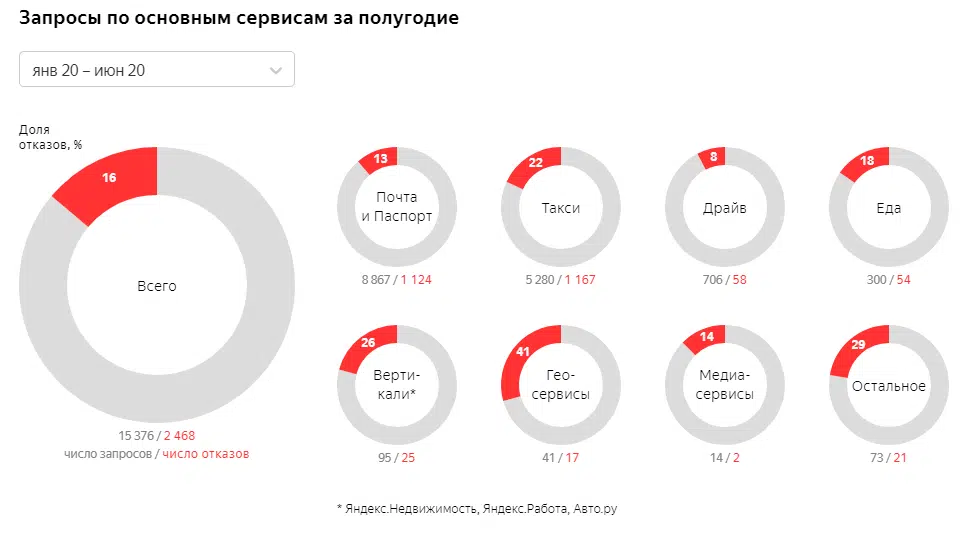 Запросы по основным сервисам за полугодие
янв 20 – июн 20
Доля
отказов, %
16
Всего
15 376 / 2 468
число запросов / число отказов
13
Почта
и Паспорт
8 867 / 1 124
22
Такси
5 280 / 1 167
8
Драйв
706 / 58
18
Еда
300 / 54
26
Верти-
кали*
95 / 25
41
Гео-
сервисы
41 / 17
14
Медиа-
сервисы
14 / 2
29
Остальное
73 / 21
* Яндекс.Недвижимость, Яндекс.Работа, Авто.ру